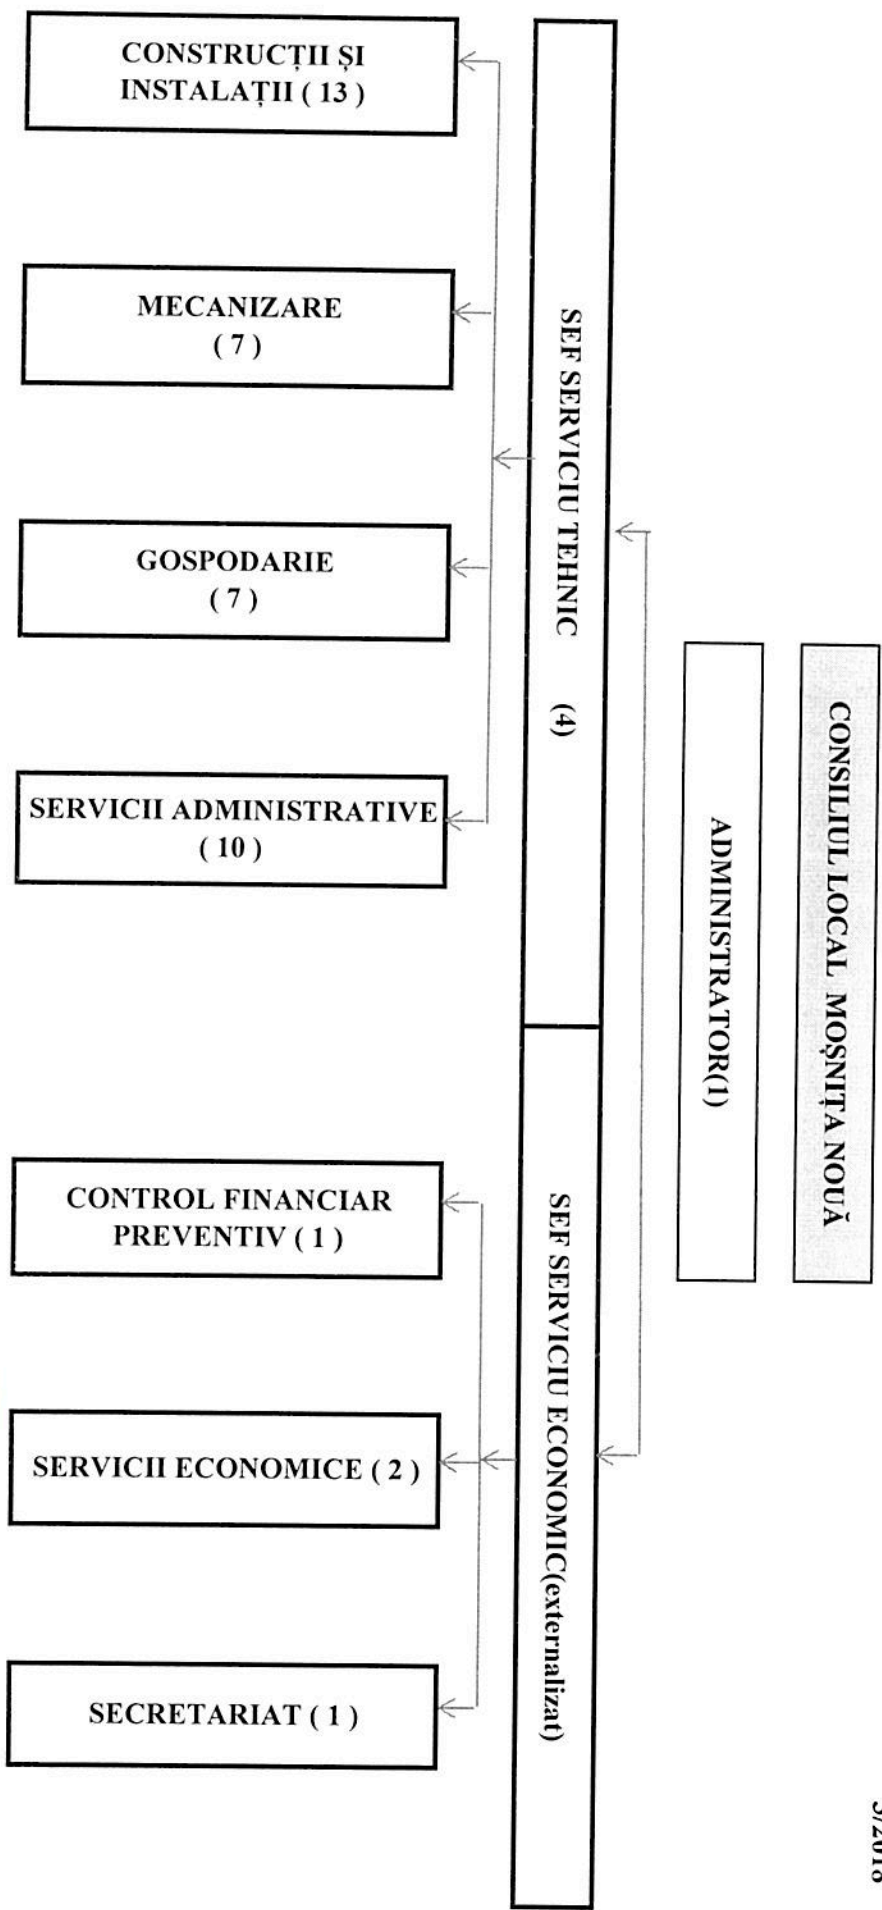 CONSILIUL LOCAL MOȘNIȚA NOUĂ
ADMINISTRATOR(1)
SEF SERVICIU TEHNIC (4)
SEF SERVICIU ECONOMIC(externalizat)
CONSTRUCȚII ȘI
INSTALAȚII ( 13 )
MECANIZARE
( 7 )
GOSPODARIE
( 7 )
SERVICII ADMINISTRATIVE
( 10 )
CONTROL FINANCIAR
PREVENTIV ( 1 )
SERVICII ECONOMICE ( 2 )
SECRETARIAT ( 1 )